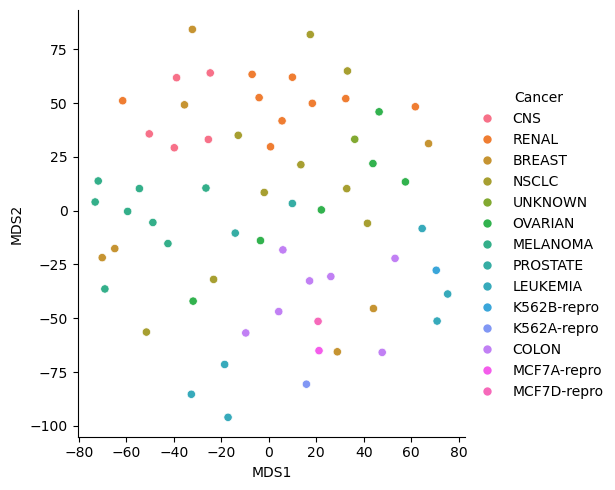 75
50
25
0
−25
−50
−75
−100
MDS2
−80
−60
−40
−20
0
20
40
60
80
MDS1
Cancer
CNS
RENAL
BREAST
NSCLC
UNKNOWN
OVARIAN
MELANOMA
PROSTATE
LEUKEMIA
K562B-repro
K562A-repro
COLON
MCF7A-repro
MCF7D-repro